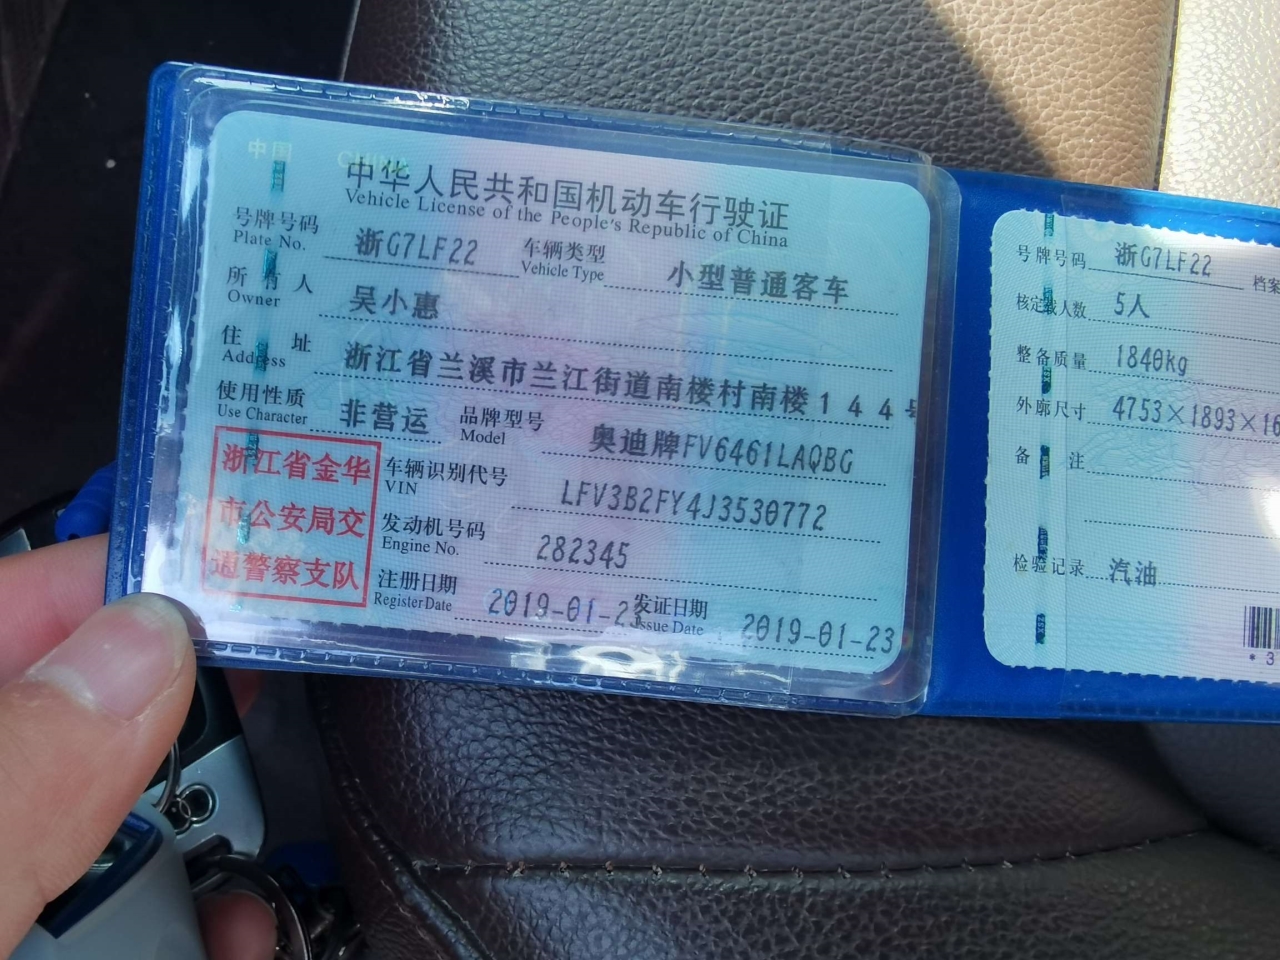 中国 CHINA
中华人民共和国机动车行驶证
Vehicle License of the People's Republic of China
号牌号码 浙G7LF22 车辆类型 小型普通客车
Plate No. Vehicle Type
所有人 吴小惠
Owner
住址 浙江省兰溪市兰江街道南楼村南楼144号
Address
使用性质 非营运 品牌型号 奥迪牌FV6461LAQBG
Use Character Model
浙江省金华
市公安局交
通警察支队
车辆识别代号 LFV3B2FY4J3530772
VIN
发动机号码 282345
Engine No.
注册日期 2019-01-23 发证日期 2019-01-23
Register Date Issue Date
号牌号码 浙G7LF22 档案
核定载人数 5人
整备质量 1840kg
外廓尺寸 4753×1893×16
备注
检验记录 汽油
*3